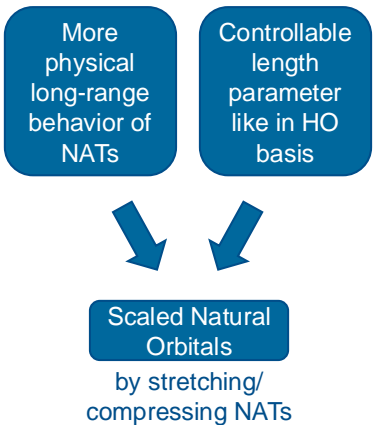 More
physical
long-range
behavior of
NATs
Controllable
length
parameter
like in HO
basis
Scaled Natural
Orbitals
by stretching/
compressing NATs